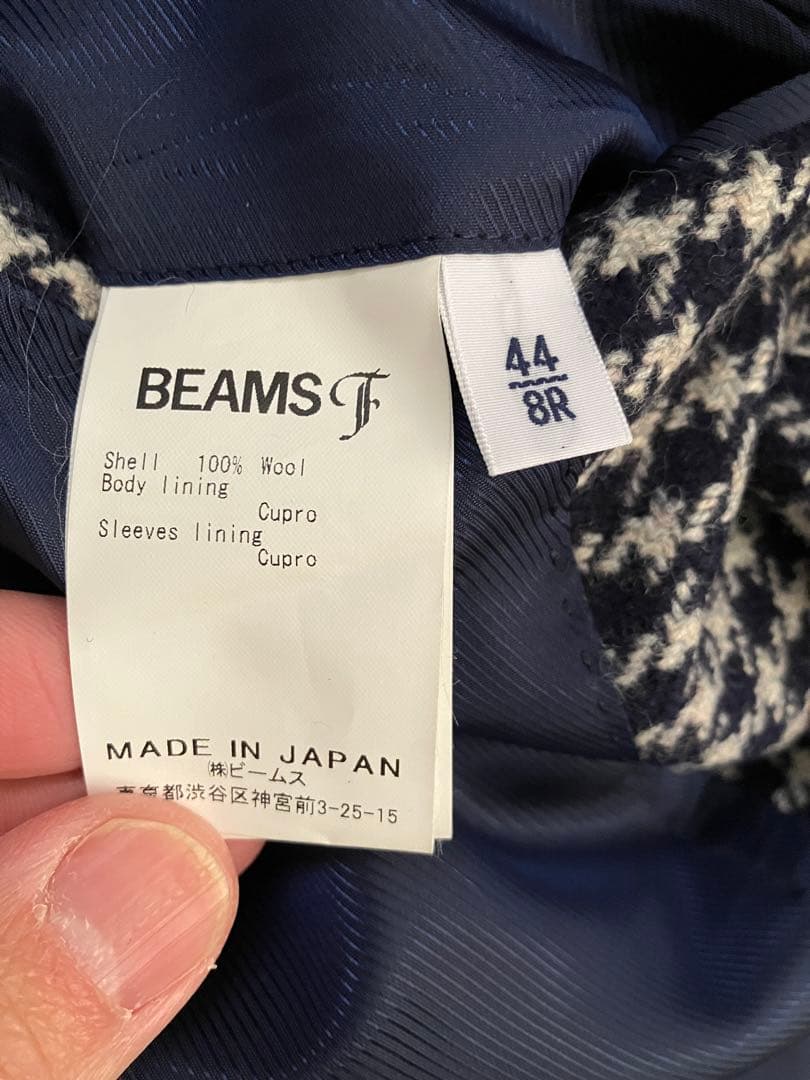 BEAMS F
Shell 100% Wool
Body lining
Cupro
Sleeves lining
Cupro
MADE IN JAPAN
㈱ビームス
東京都渋谷区神宮前3-25-15
44
8R